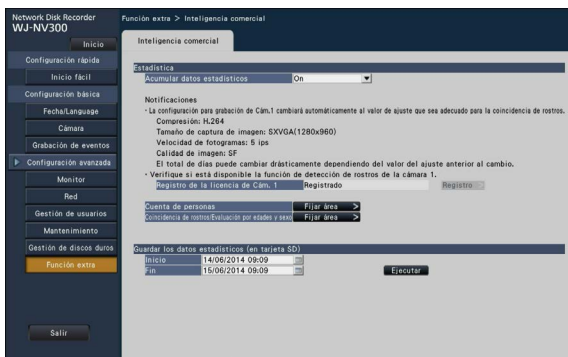 Network Disk Recorder
WJ-NV300
Inicio
Configuración rápida
Inicio fácil
Configuración básica
Fecha/Language
Cámara
Grabación de eventos
Configuración avanzada
Monitor
Red
Gestión de usuarios
Mantenimiento
Gestión de discos duros
Función extra
Salir
Función extra > Inteligencia comercial
Inteligencia comercial
Estadística
Acumular datos estadísticos On
Notificaciones
· La configuración para grabación de Cám.1 cambiará automáticamente al valor de ajuste que sea adecuado para la coincidencia de rostros.
Compresión: H.264
Tamaño de captura de imagen: SXVGA(1280x960)
Velocidad de fotogramas: 5 ips
Calidad de imagen: SF
El total de días puede cambiar drásticamente dependiendo del valor del ajuste anterior al cambio.
· Verifique si está disponible la función de detección de rostros de la cámara 1.
Registro de la licencia de Cám. 1 Registrado Registro >
Cuenta de personas Fijar área >
Coincidencia de rostros/Evaluación por edades y sexo Fijar área >
Guardar los datos estadísticos (en tarjeta SD)
Inicio 14/06/2014 09:09
Fin 15/06/2014 09:09 Ejecutar